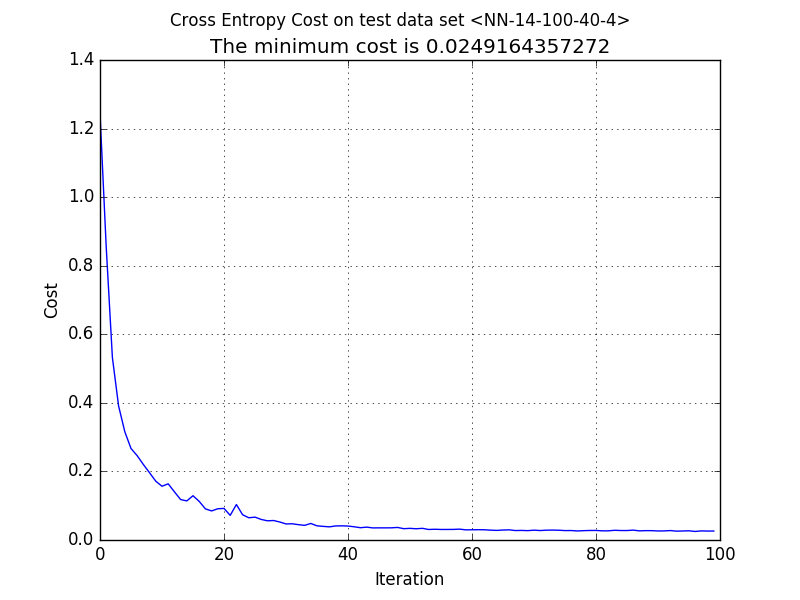 Cross Entropy Cost on test data set <NN-14-100-40-4>
The minimum cost is 0.0249164357272
1.4
1.2
1.0
0.8
0.6
0.4
0.2
0.0
Cost
0 20 40 60 80 100
Iteration